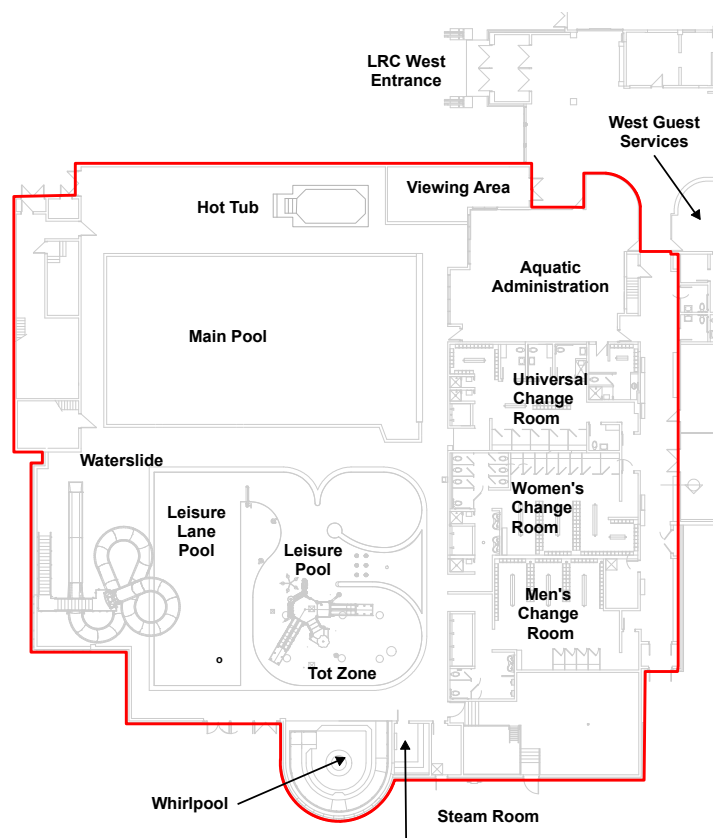 LRC West
Entrance
West Guest
Services
Viewing Area
Hot Tub
Aquatic
Administration
Main Pool
Universal
Change
Room
Waterslide
Leisure
Lane
Pool
Women's
Change
Room
Leisure
Pool
Men's
Change
Room
Tot Zone
Whirlpool
Steam Room